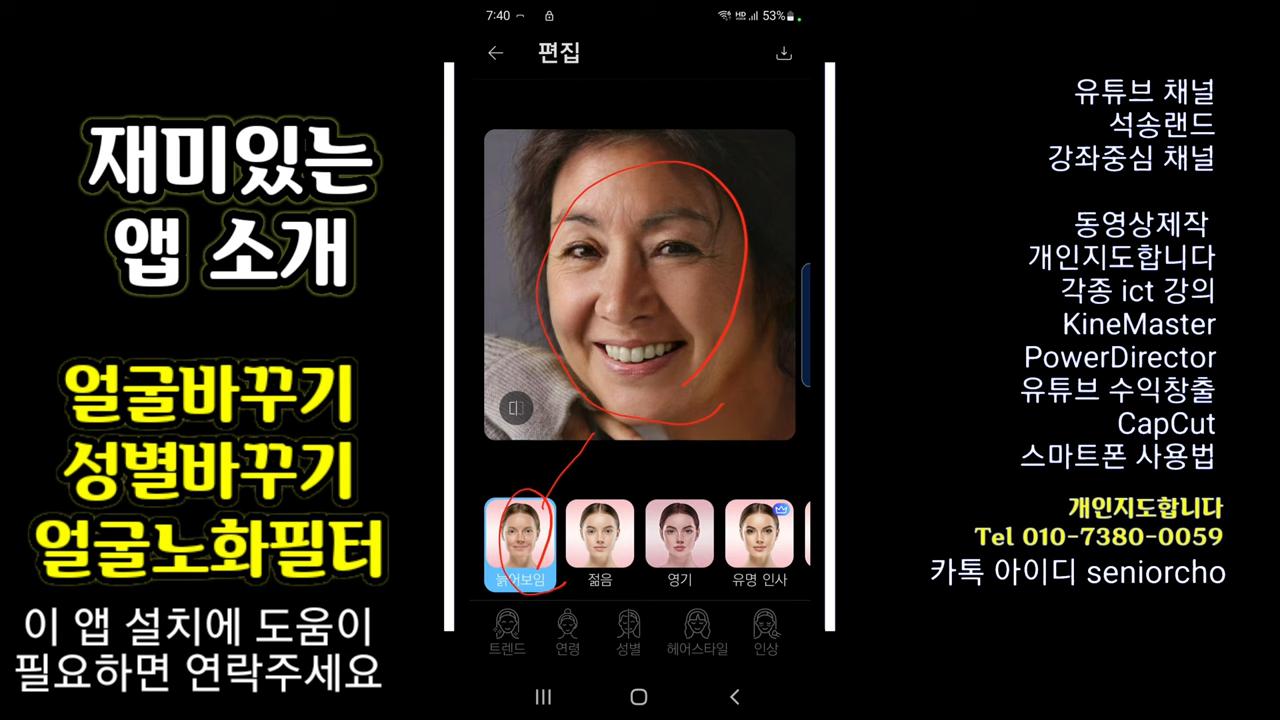 재미있는
앱 소개
얼굴바꾸기
성별바꾸기
얼굴노화필터
이 앱 설치에 도움이
필요하면 연락주세요
7:40
HD
53%
편집
늙어보임
젊음
영기
유명 인사
트렌드
연령
성별
헤어스타일
인상
유튜브 채널
석송랜드
강좌중심 채널
동영상제작
개인지도합니다
각종 ict 강의
KineMaster
PowerDirector
유튜브 수익창출
CapCut
스마트폰 사용법
개인지도합니다
Tel 010-7380-0059
카톡 아이디 seniorcho